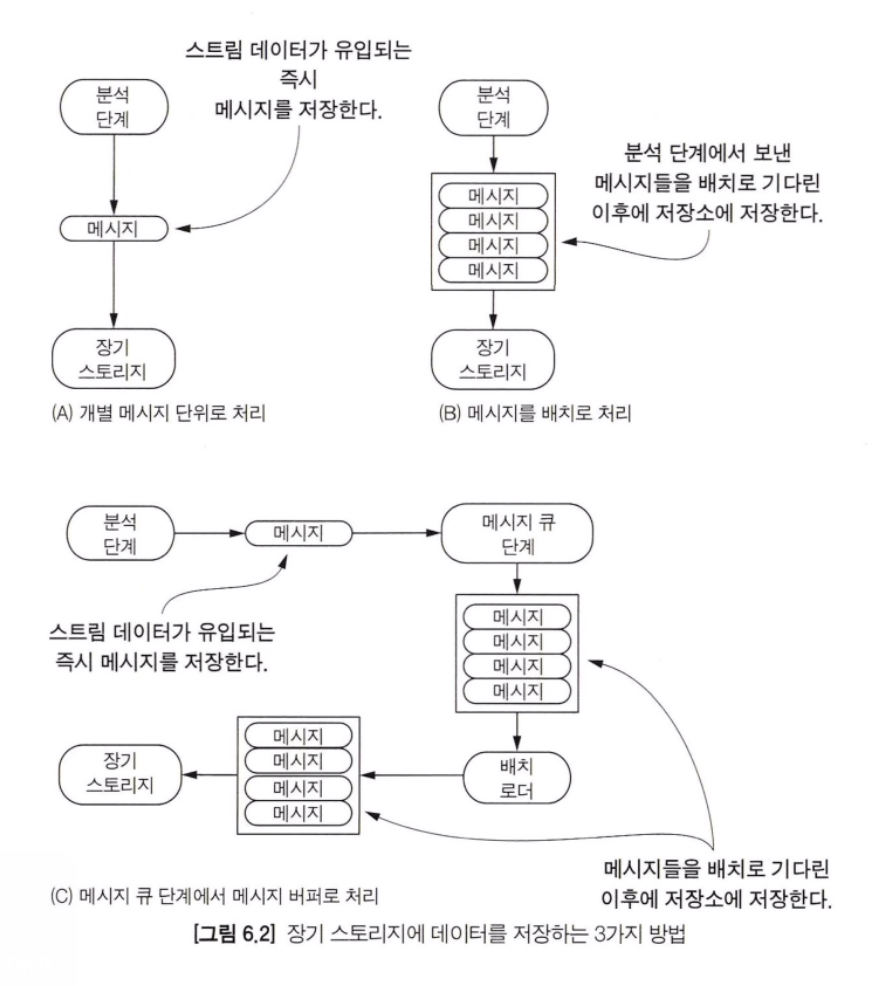 스트림 데이터가 유입되는
즉시
메시지를 저장한다.
분석
단계
메시지
장기
스토리지
(A) 개별 메시지 단위로 처리
분석
단계
분석 단계에서 보낸
메시지들을 배치로 기다린
이후에 저장소에 저장한다.
메시지
메시지
메시지
메시지
장기
스토리지
(B) 메시지를 배치로 처리
분석
단계
메시지
메시지 큐
단계
스트림 데이터가 유입되는
즉시 메시지를 저장한다.
메시지
메시지
메시지
메시지
배치
로더
메시지
메시지
메시지
메시지
장기
스토리지
메시지들을 배치로 기다린
이후에 저장소에 저장한다.
(C) 메시지 큐 단계에서 메시지 버퍼로 처리
[그림 6.2] 장기 스토리지에 데이터를 저장하는 3가지 방법